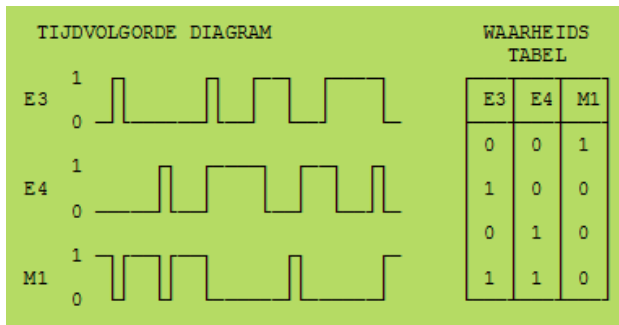 TIJDVOLGORDE DIAGRAM
E3
1
0
E4
1
0
M1
1
0
WAARHEIDS
TABEL
E3 E4 M1
0 0 1
1 0 0
0 1 0
1 1 0